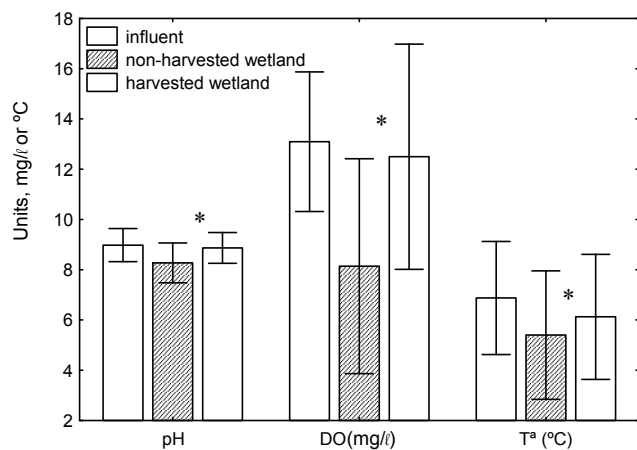 influent
non-harvested wetland
harvested wetland
Units, mg/ℓ or ºC
18
16
14
12
10
8
6
4
2
*
*
*
pH
DO(mg/ℓ)
Tª (ºC)